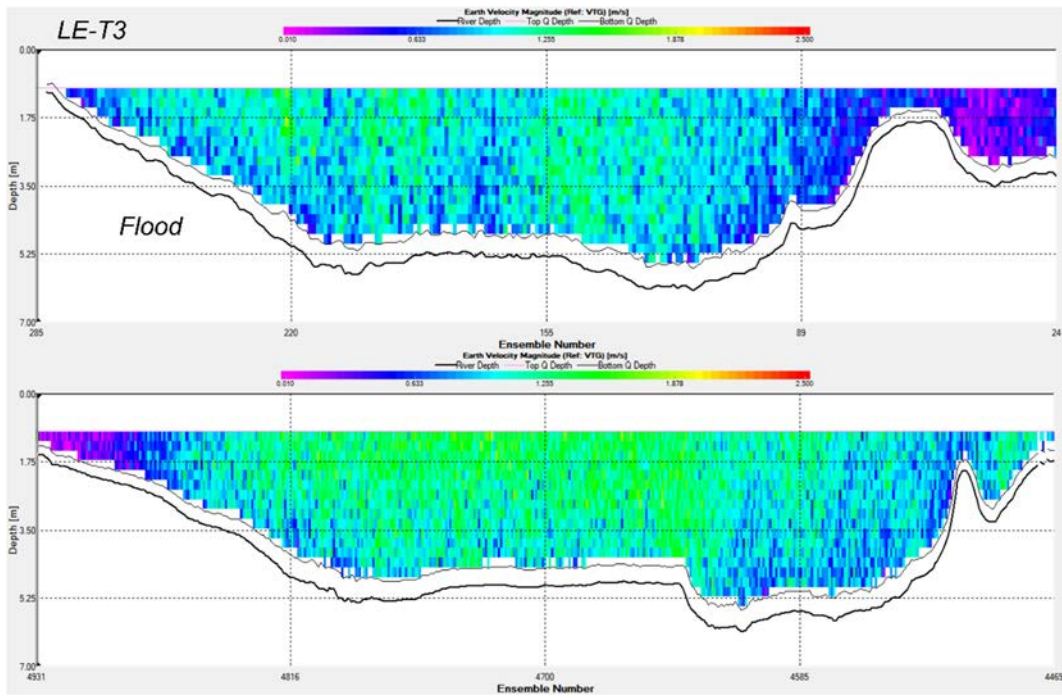 LE-T3
Earth Velocity Magnitude (Ref: VTG) [m/s]
River Depth Top Q Depth Bottom Q Depth
0.010 0.633 1.255 1.878 2.500
0.00
1.75
3.50
5.25
7.00
Depth [m]
Flood
285 220 155 89 24
Ensemble Number
Earth Velocity Magnitude (Ref: VTG) [m/s]
River Depth Top Q Depth Bottom Q Depth
0.010 0.633 1.255 1.878 2.500
0.00
1.75
3.50
5.25
7.00
Depth [m]
4931 4816 4700 4585
Ensemble Number